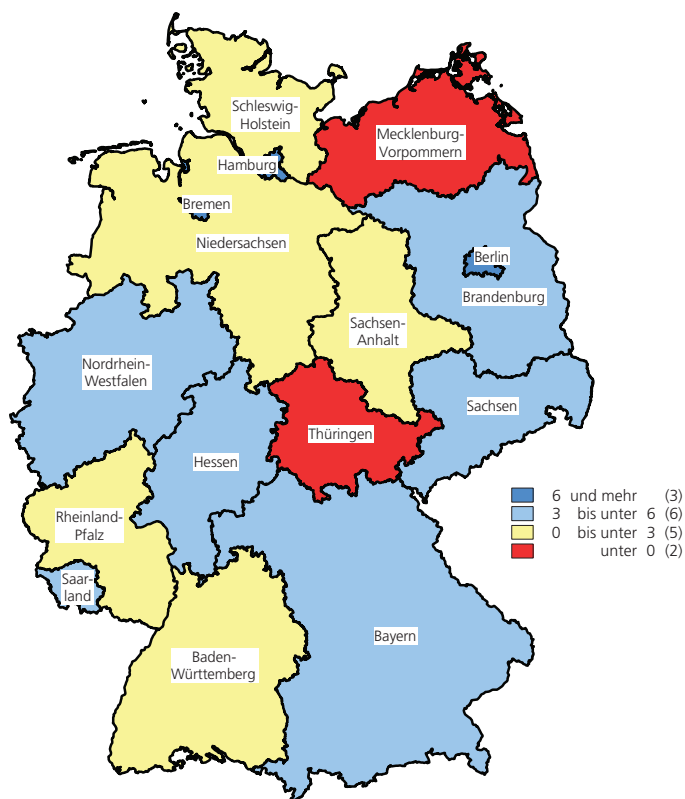 Schleswig-
Holstein
Mecklenburg-
Vorpommern
Hamburg
Bremen
Niedersachsen
Berlin
Brandenburg
Sachsen-
Anhalt
Nordrhein-
Westfalen
Sachsen
Thüringen
Hessen
Rheinland-
Pfalz
Saar-
land
Bayern
Baden-
Württemberg
6 und mehr (3)
3 bis unter 6 (6)
0 bis unter 3 (5)
unter 0 (2)